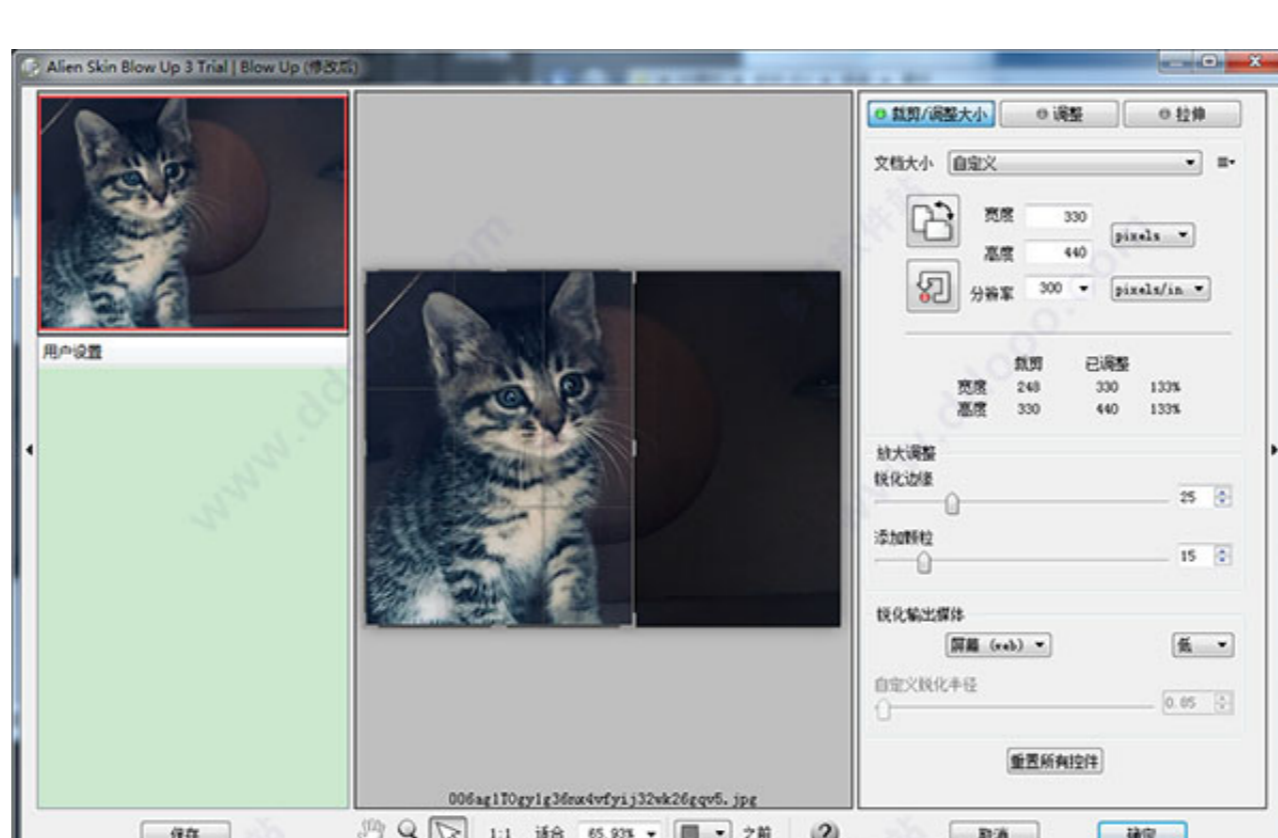 Alien Skin Blow Up 3 Trial | Blow Up (修改后)
裁剪/调整大小 调整 拉伸
文档大小 自定义
宽度 330
pixels
高度 440
分辨率 300 pixels/in
裁剪 已调整
宽度 248 330 133%
高度 330 440 133%
用户设置
放大调整
锐化边缘
25
添加颗粒
15
锐化输出媒体
屏幕 (web) 低
自定义锐化半径
0.85
重置所有控件
006ag1T0gy1g36nx4vfyij32wk26gqv5.jpg
保存 1:1 适合 65.93% 之前 取消 确定